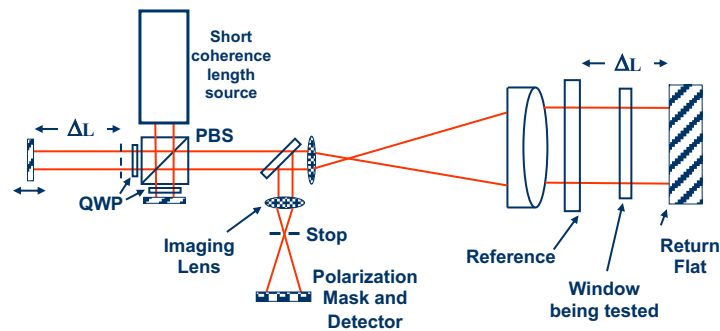 Short
coherence
length
source
ΔL
PBS
ΔL
QWP
Imaging
Lens
Stop
Polarization
Mask and
Detector
Reference
Window
being tested
Return
Flat